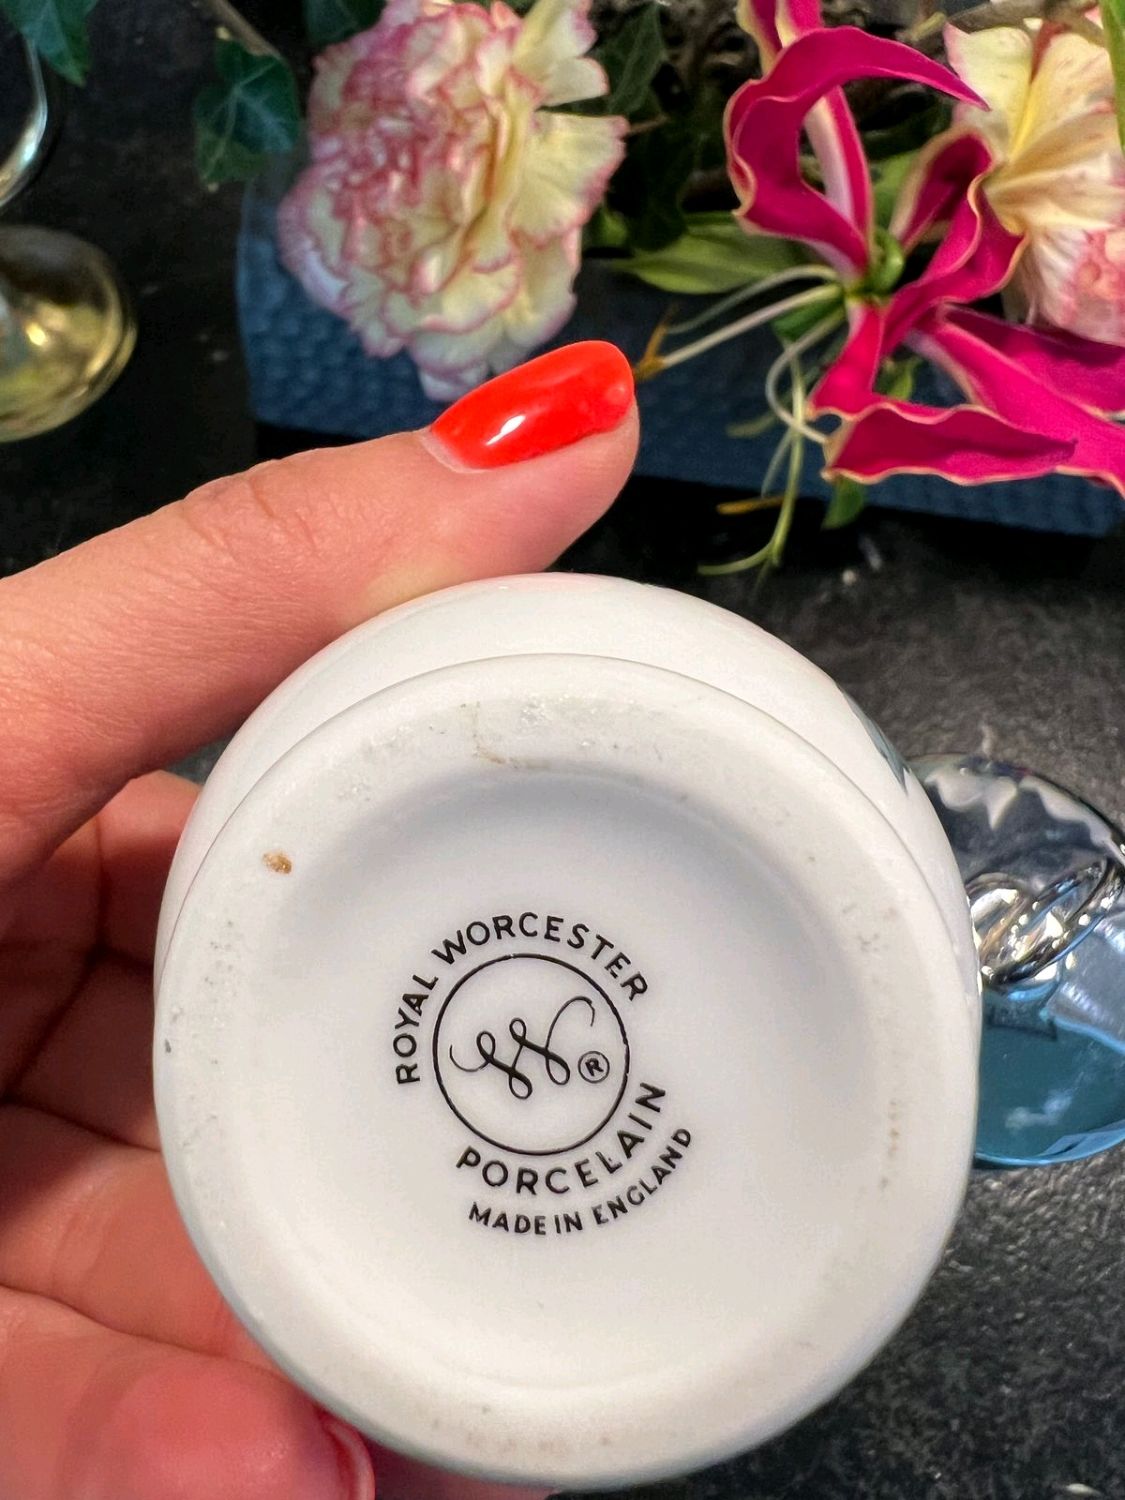 ROYAL WORCESTER
W ®
PORCELAIN
MADE IN ENGLAND